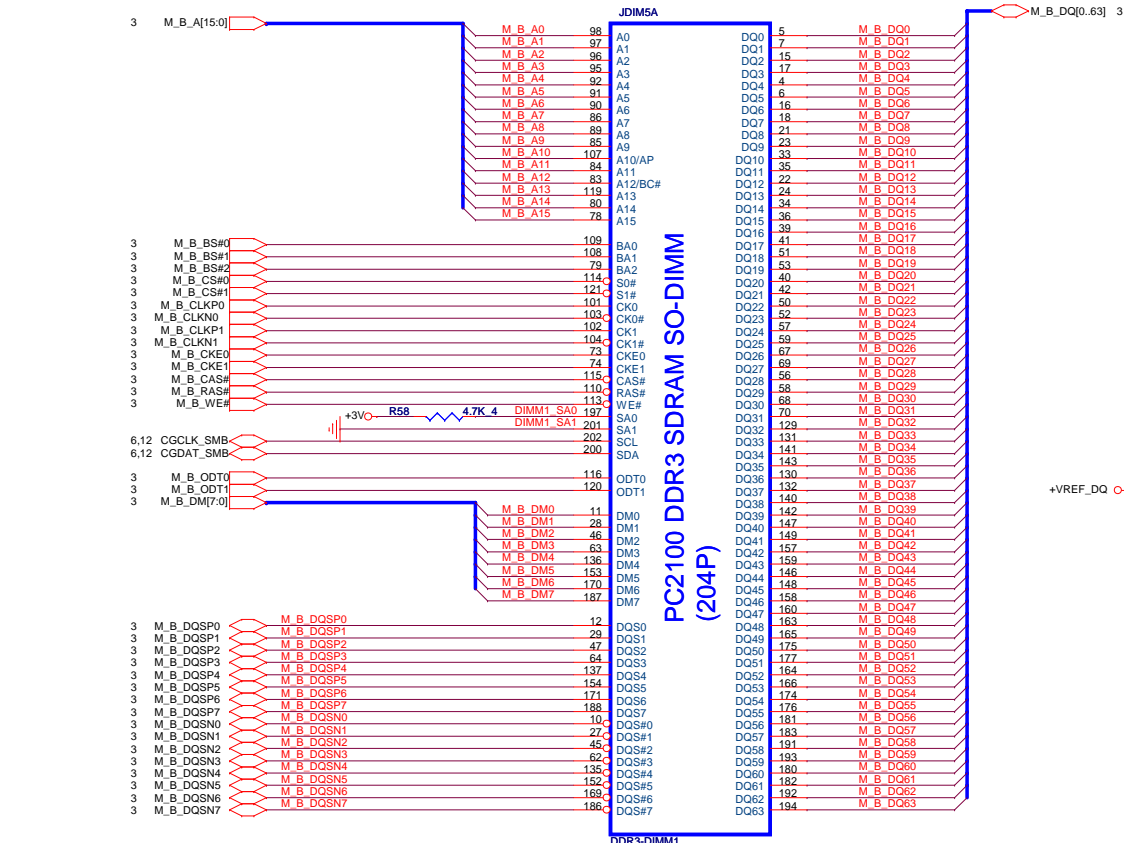 JDIM5A
3 M_B_A[15:0]
M_B_DQ[0..63] 3
M_B_A0 98 A0 DQ0 5 M_B_DQ0
M_B_A1 97 A1 DQ1 7 M_B_DQ1
M_B_A2 96 A2 DQ2 15 M_B_DQ2
M_B_A3 95 A3 DQ3 17 M_B_DQ3
M_B_A4 92 A4 DQ4 4 M_B_DQ4
M_B_A5 91 A5 DQ5 6 M_B_DQ5
M_B_A6 90 A6 DQ6 16 M_B_DQ6
M_B_A7 86 A7 DQ7 18 M_B_DQ7
M_B_A8 89 A8 DQ8 21 M_B_DQ8
M_B_A9 85 A9 DQ9 23 M_B_DQ9
M_B_A10 107 A10/AP DQ10 33 M_B_DQ10
M_B_A11 84 A11 DQ11 35 M_B_DQ11
M_B_A12 83 A12/BC# DQ12 22 M_B_DQ12
M_B_A13 119 A13 DQ13 24 M_B_DQ13
M_B_A14 80 A14 DQ14 34 M_B_DQ14
M_B_A15 78 A15 DQ15 36 M_B_DQ15
DQ16 39 M_B_DQ16
3 M_B_BS#0 109 BA0 DQ17 41 M_B_DQ17
3 M_B_BS#1 108 BA1 DQ18 51 M_B_DQ18
3 M_B_BS#2 79 BA2 DQ19 53 M_B_DQ19
3 M_B_CS#0 114 S0# DQ20 40 M_B_DQ20
3 M_B_CS#1 121 S1# DQ21 42 M_B_DQ21
3 M_B_CLKP0 101 CK0 DQ22 50 M_B_DQ22
3 M_B_CLKN0 103 CK0# DQ23 52 M_B_DQ23
3 M_B_CLKP1 102 CK1 DQ24 57 M_B_DQ24
3 M_B_CLKN1 104 CK1# DQ25 59 M_B_DQ25
3 M_B_CKE0 73 CKE0 DQ26 67 M_B_DQ26
3 M_B_CKE1 74 CKE1 DQ27 69 M_B_DQ27
3 M_B_CAS# 115 CAS# DQ28 56 M_B_DQ28
3 M_B_RAS# 110 RAS# DQ29 58 M_B_DQ29
3 M_B_WE# 113 WE# DQ30 68 M_B_DQ30
+3V R58 4.7K_4 DIMM1_SA0 197 SA0 DQ31 70 M_B_DQ31
DIMM1_SA1 201 SA1 DQ32 129 M_B_DQ32
6,12 CGCLK_SMB 202 SCL DQ33 131 M_B_DQ33
6,12 CGDAT_SMB 200 SDA DQ34 141 M_B_DQ34
DQ35 143 M_B_DQ35
3 M_B_ODT0 116 ODT0 DQ36 130 M_B_DQ36
3 M_B_ODT1 120 ODT1 DQ37 132 M_B_DQ37
+VREF_DQ
3 M_B_DM[7:0] DQ38 140 M_B_DQ38
M_B_DM0 11 DM0 DQ39 142 M_B_DQ39
M_B_DM1 28 DM1 DQ40 147 M_B_DQ40
M_B_DM2 46 DM2 DQ41 149 M_B_DQ41
M_B_DM3 63 DM3 DQ42 157 M_B_DQ42
M_B_DM4 136 DM4 DQ43 159 M_B_DQ43
M_B_DM5 153 DM5 DQ44 146 M_B_DQ44
M_B_DM6 170 DM6 DQ45 148 M_B_DQ45
M_B_DM7 187 DM7 DQ46 158 M_B_DQ46
DQ47 160 M_B_DQ47
3 M_B_DQSP0 M_B_DQSP0 12 DQS0 DQ48 163 M_B_DQ48
3 M_B_DQSP1 M_B_DQSP1 29 DQS1 DQ49 165 M_B_DQ49
3 M_B_DQSP2 M_B_DQSP2 47 DQS2 DQ50 175 M_B_DQ50
3 M_B_DQSP3 M_B_DQSP3 64 DQS3 DQ51 177 M_B_DQ51
3 M_B_DQSP4 M_B_DQSP4 137 DQS4 DQ52 164 M_B_DQ52
3 M_B_DQSP5 M_B_DQSP5 154 DQS5 DQ53 166 M_B_DQ53
3 M_B_DQSP6 M_B_DQSP6 171 DQS6 DQ54 174 M_B_DQ54
3 M_B_DQSP7 M_B_DQSP7 188 DQS7 DQ55 176 M_B_DQ55
3 M_B_DQSN0 M_B_DQSN0 10 DQS#0 DQ56 181 M_B_DQ56
3 M_B_DQSN1 M_B_DQSN1 27 DQS#1 DQ57 183 M_B_DQ57
3 M_B_DQSN2 M_B_DQSN2 45 DQS#2 DQ58 191 M_B_DQ58
3 M_B_DQSN3 M_B_DQSN3 62 DQS#3 DQ59 193 M_B_DQ59
3 M_B_DQSN4 M_B_DQSN4 135 DQS#4 DQ60 180 M_B_DQ60
3 M_B_DQSN5 M_B_DQSN5 152 DQS#5 DQ61 182 M_B_DQ61
3 M_B_DQSN6 M_B_DQSN6 169 DQS#6 DQ62 192 M_B_DQ62
3 M_B_DQSN7 M_B_DQSN7 186 DQS#7 DQ63 194 M_B_DQ63
PC2100 DDR3 SDRAM SO-DIMM
(204P)
DDR3-DIMM1